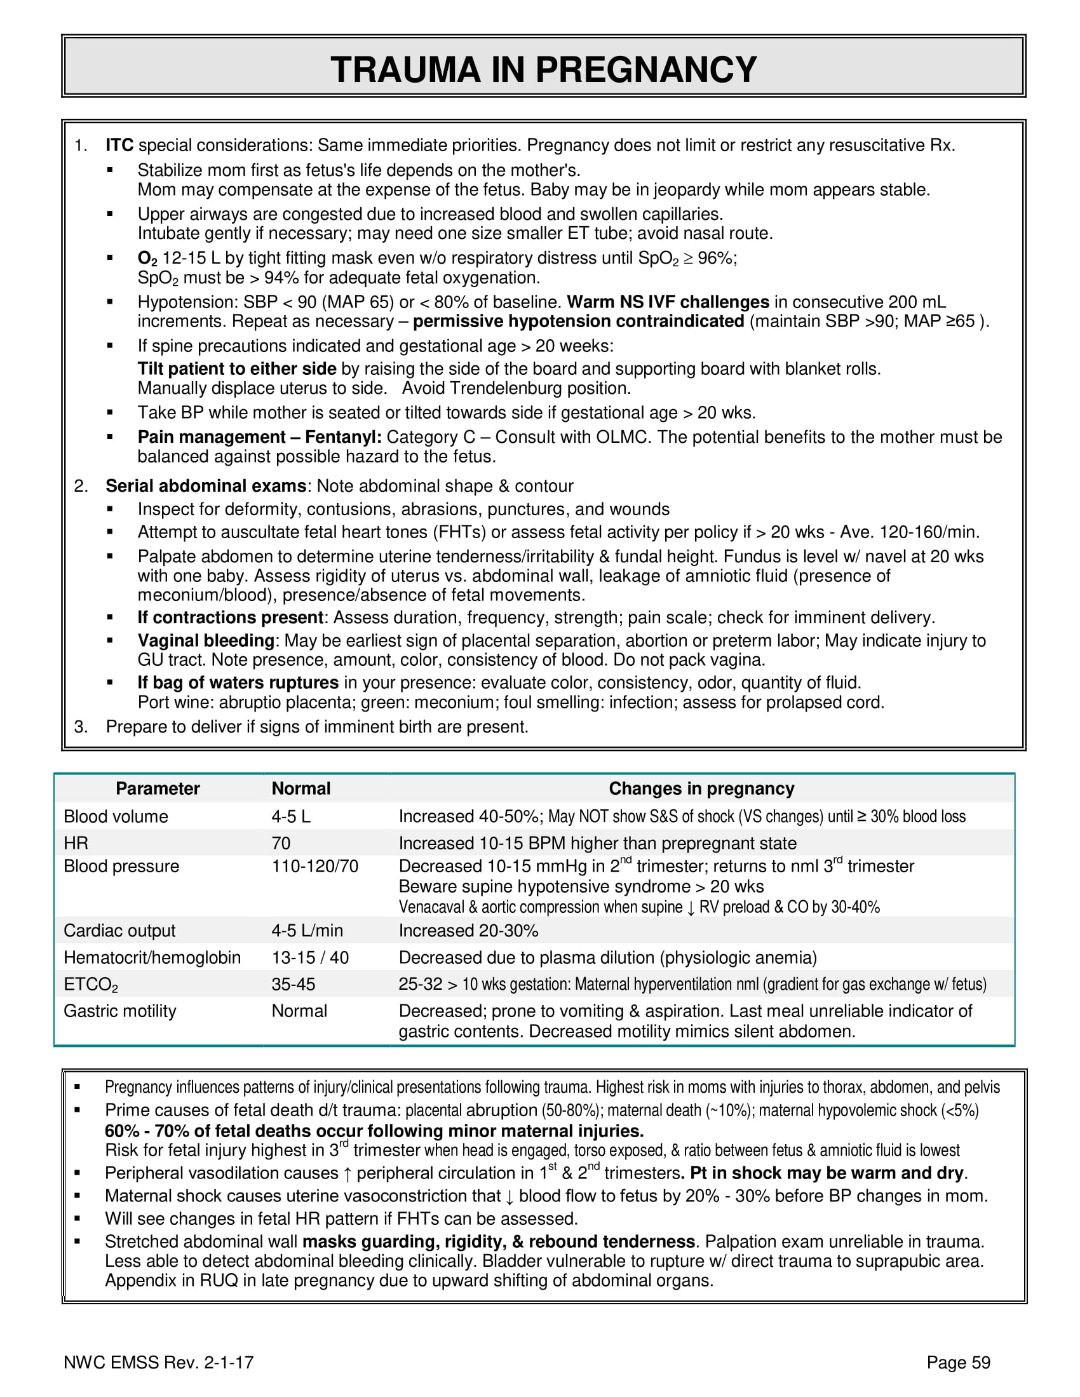 TRAUMA IN PREGNANCY
1. ITC special considerations: Same immediate priorities. Pregnancy does not limit or restrict any resuscitative Rx.
▪ Stabilize mom first as fetus's life depends on the mother's.
Mom may compensate at the expense of the fetus. Baby may be in jeopardy while mom appears stable.
▪ Upper airways are congested due to increased blood and swollen capillaries.
Intubate gently if necessary; may need one size smaller ET tube; avoid nasal route.
▪ O₂ 12-15 L by tight fitting mask even w/o respiratory distress until SpO₂ ≥ 96%;
SpO₂ must be > 94% for adequate fetal oxygenation.
▪ Hypotension: SBP < 90 (MAP 65) or < 80% of baseline. Warm NS IVF challenges in consecutive 200 mL
increments. Repeat as necessary – permissive hypotension contraindicated (maintain SBP >90; MAP ≥65 ).
▪ If spine precautions indicated and gestational age > 20 weeks:
Tilt patient to either side by raising the side of the board and supporting board with blanket rolls.
Manually displace uterus to side. Avoid Trendelenburg position.
▪ Take BP while mother is seated or tilted towards side if gestational age > 20 wks.
▪ Pain management – Fentanyl: Category C – Consult with OLMC. The potential benefits to the mother must be
balanced against possible hazard to the fetus.
2. Serial abdominal exams: Note abdominal shape & contour
▪ Inspect for deformity, contusions, abrasions, punctures, and wounds
▪ Attempt to auscultate fetal heart tones (FHTs) or assess fetal activity per policy if > 20 wks - Ave. 120-160/min.
▪ Palpate abdomen to determine uterine tenderness/irritability & fundal height. Fundus is level w/ navel at 20 wks
with one baby. Assess rigidity of uterus vs. abdominal wall, leakage of amniotic fluid (presence of
meconium/blood), presence/absence of fetal movements.
▪ If contractions present: Assess duration, frequency, strength; pain scale; check for imminent delivery.
▪ Vaginal bleeding: May be earliest sign of placental separation, abortion or preterm labor; May indicate injury to
GU tract. Note presence, amount, color, consistency of blood. Do not pack vagina.
▪ If bag of waters ruptures in your presence: evaluate color, consistency, odor, quantity of fluid.
Port wine: abruptio placenta; green: meconium; foul smelling: infection; assess for prolapsed cord.
3. Prepare to deliver if signs of imminent birth are present.
Parameter Normal Changes in pregnancy
Blood volume 4-5 L Increased 40-50%; May NOT show S&S of shock (VS changes) until ≥ 30% blood loss
HR 70 Increased 10-15 BPM higher than prepregnant state
Blood pressure 110-120/70 Decreased 10-15 mmHg in 2nd trimester; returns to nml 3rd trimester
Beware supine hypotensive syndrome > 20 wks
Venacaval & aortic compression when supine ↓ RV preload & CO by 30-40%
Cardiac output 4-5 L/min Increased 20-30%
Hematocrit/hemoglobin 13-15 / 40 Decreased due to plasma dilution (physiologic anemia)
ETCO₂ 35-45 25-32 > 10 wks gestation: Maternal hyperventilation nml (gradient for gas exchange w/ fetus)
Gastric motility Normal Decreased; prone to vomiting & aspiration. Last meal unreliable indicator of
gastric contents. Decreased motility mimics silent abdomen.
▪ Pregnancy influences patterns of injury/clinical presentations following trauma. Highest risk in moms with injuries to thorax, abdomen, and pelvis
▪ Prime causes of fetal death d/t trauma: placental abruption (50-80%); maternal death (~10%); maternal hypovolemic shock (<5%)
60% - 70% of fetal deaths occur following minor maternal injuries.
Risk for fetal injury highest in 3rd trimester when head is engaged, torso exposed, & ratio between fetus & amniotic fluid is lowest
▪ Peripheral vasodilation causes ↑ peripheral circulation in 1st & 2nd trimesters. Pt in shock may be warm and dry.
▪ Maternal shock causes uterine vasoconstriction that ↓ blood flow to fetus by 20% - 30% before BP changes in mom.
▪ Will see changes in fetal HR pattern if FHTs can be assessed.
▪ Stretched abdominal wall masks guarding, rigidity, & rebound tenderness. Palpation exam unreliable in trauma.
Less able to detect abdominal bleeding clinically. Bladder vulnerable to rupture w/ direct trauma to suprapubic area.
Appendix in RUQ in late pregnancy due to upward shifting of abdominal organs.
NWC EMSS Rev. 2-1-17 Page 59